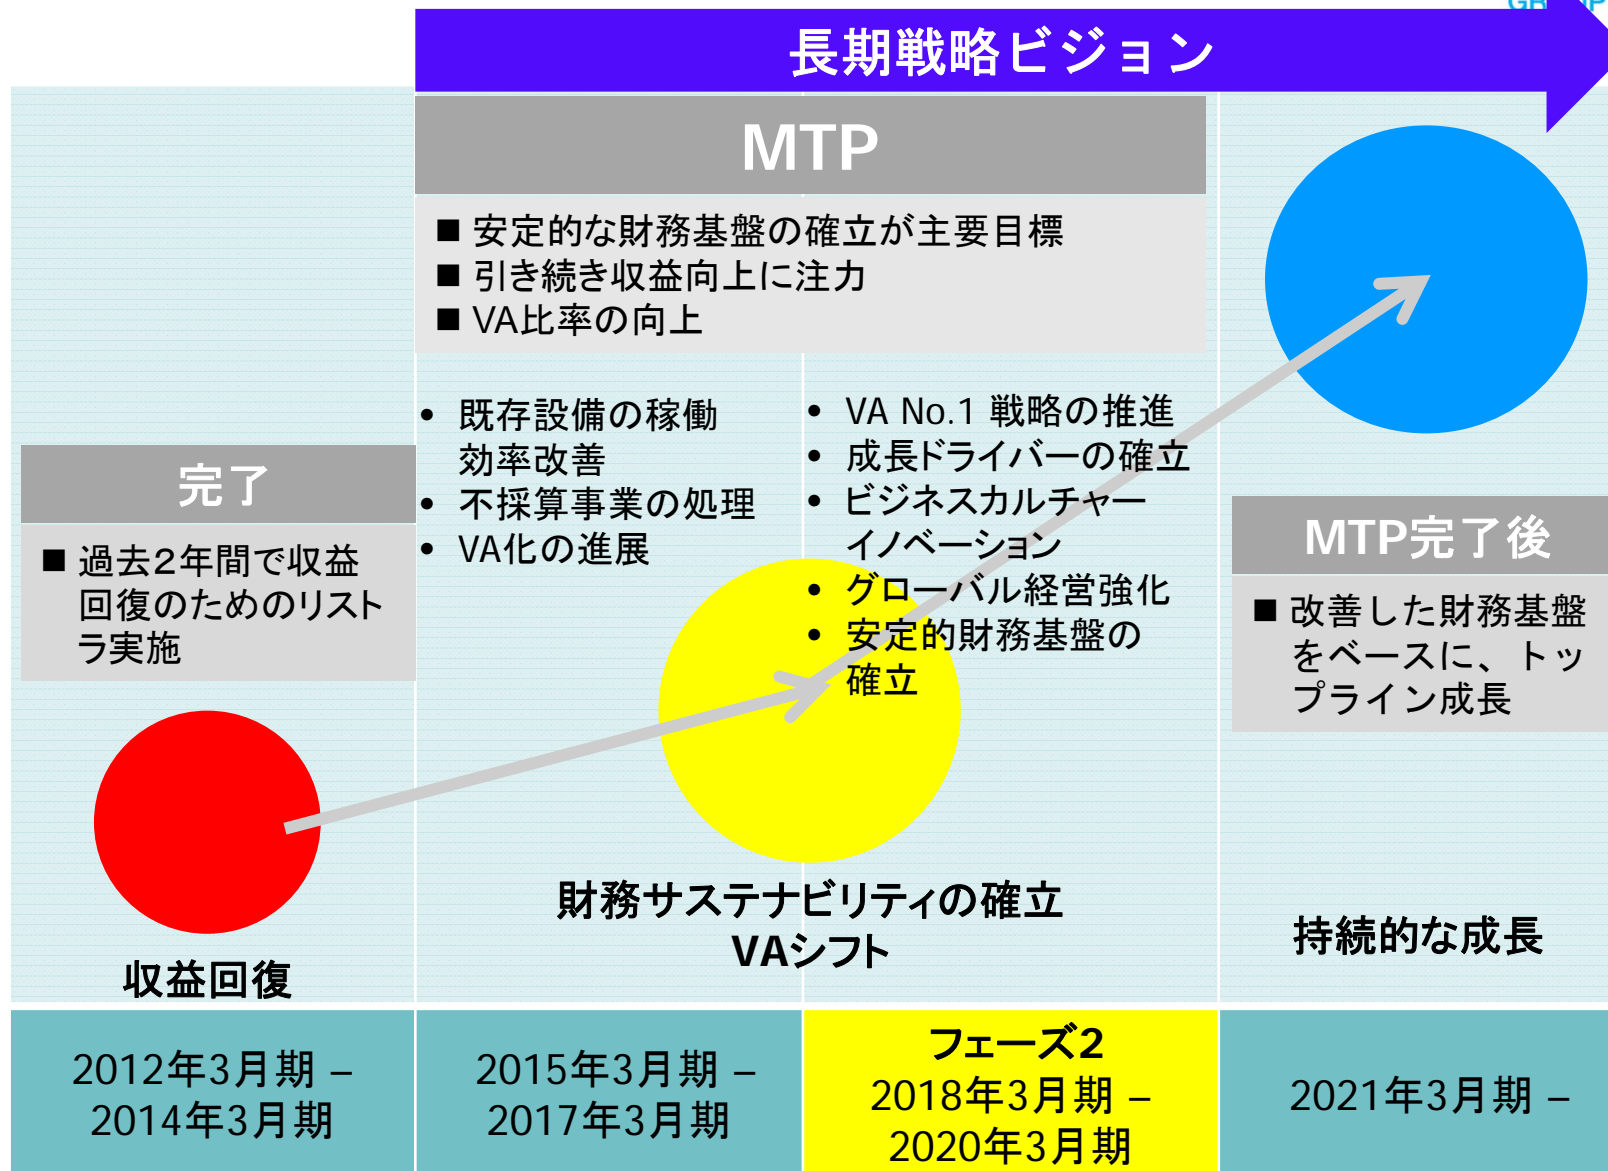 長期戦略ビジョン
MTP
■ 安定的な財務基盤の確立が主要目標
■ 引き続き収益向上に注力
■ VA比率の向上
完了
■ 過去2年間で収益
回復のためのリスト
ラ実施
• 既存設備の稼働
効率改善
• 不採算事業の処理
• VA化の進展
• VA No.1 戦略の推進
• 成長ドライバーの確立
• ビジネスカルチャー
イノベーション
• グローバル経営強化
• 安定的財務基盤の
確立
MTP完了後
■ 改善した財務基盤
をベースに、トッ
プライン成長
収益回復
財務サステナビリティの確立
VAシフト
持続的な成長
2012年3月期 –
2014年3月期
2015年3月期 –
2017年3月期
フェーズ2
2018年3月期 –
2020年3月期
2021年3月期 –